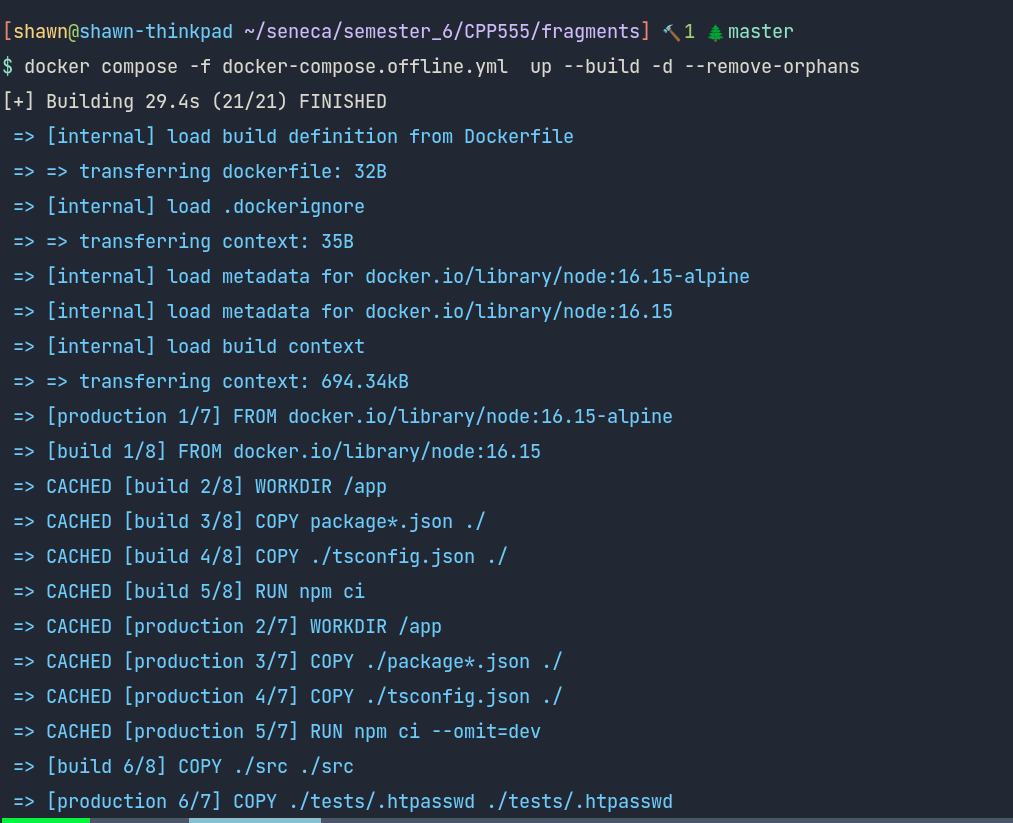 [shawn@shawn-thinkpad ~/seneca/semester_6/CPP555/fragments] 🔨1 🌲master
$ docker compose -f docker-compose.offline.yml  up --build -d --remove-orphans
[+] Building 29.4s (21/21) FINISHED
=> [internal] load build definition from Dockerfile
=> => transferring dockerfile: 32B
=> [internal] load .dockerignore
=> => transferring context: 35B
=> [internal] load metadata for docker.io/library/node:16.15-alpine
=> [internal] load metadata for docker.io/library/node:16.15
=> [internal] load build context
=> => transferring context: 694.34kB
=> [production 1/7] FROM docker.io/library/node:16.15-alpine
=> [build 1/8] FROM docker.io/library/node:16.15
=> CACHED [build 2/8] WORKDIR /app
=> CACHED [build 3/8] COPY package*.json ./
=> CACHED [build 4/8] COPY ./tsconfig.json ./
=> CACHED [build 5/8] RUN npm ci
=> CACHED [production 2/7] WORKDIR /app
=> CACHED [production 3/7] COPY ./package*.json ./
=> CACHED [production 4/7] COPY ./tsconfig.json ./
=> CACHED [production 5/7] RUN npm ci --omit=dev
=> [build 6/8] COPY ./src ./src
=> [production 6/7] COPY ./tests/.htpasswd ./tests/.htpasswd